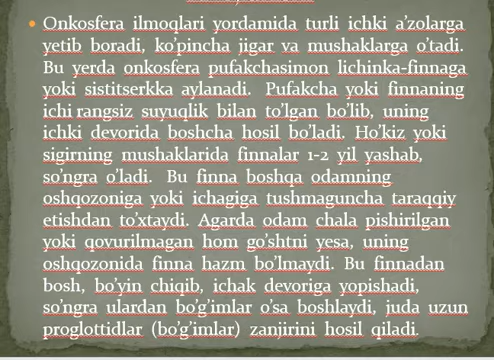 Onkosfera ilmoqlari yordamida turli ichki a’zolarga
yetib boradi, ko’pincha jigar va mushaklarga o’tadi.
Bu yerda onkosfera pufakchasimon lichinka-finnaga
yoki sistitserkka aylanadi. Pufakcha yoki finnaning
ichi rangsiz suyuqlik bilan to’lgan bo’lib, uning
ichki devorida boshcha hosil bo’ladi. Ho’kiz yoki
sigirning mushaklarida finnalar 1-2 yil yashab,
so’ngra o’ladi. Bu finna boshqa odamning
oshqozoniga yoki ichagiga tushmaguncha taraqqiy
etishdan to’xtaydi. Agarda odam chala pishirilgan
yoki qovurilmagan hom go’shtni yesa, uning
oshqozonida finna hazm bo’lmaydi. Bu finnadan
bosh, bo’yin chiqib, ichak devoriga yopishadi,
so’ngra ulardan bo’g’imlar o’sa boshlaydi, juda uzun
proglottidlar (bo’g’imlar) zanjirini hosil qiladi.